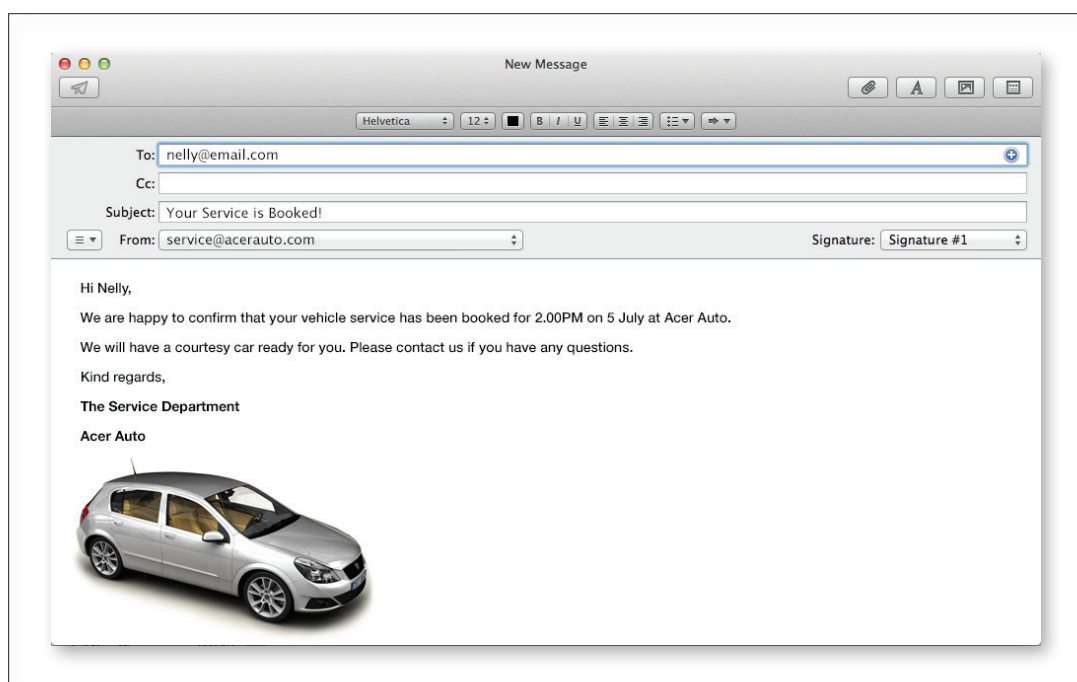 New Message
Helvetica 12 B I U
To: nelly@email.com
Cc:
Subject: Your Service is Booked!
From: service@acerauto.com Signature: Signature #1
Hi Nelly,
We are happy to confirm that your vehicle service has been booked for 2.00PM on 5 July at Acer Auto.
We will have a courtesy car ready for you. Please contact us if you have any questions.
Kind regards,
The Service Department
Acer Auto